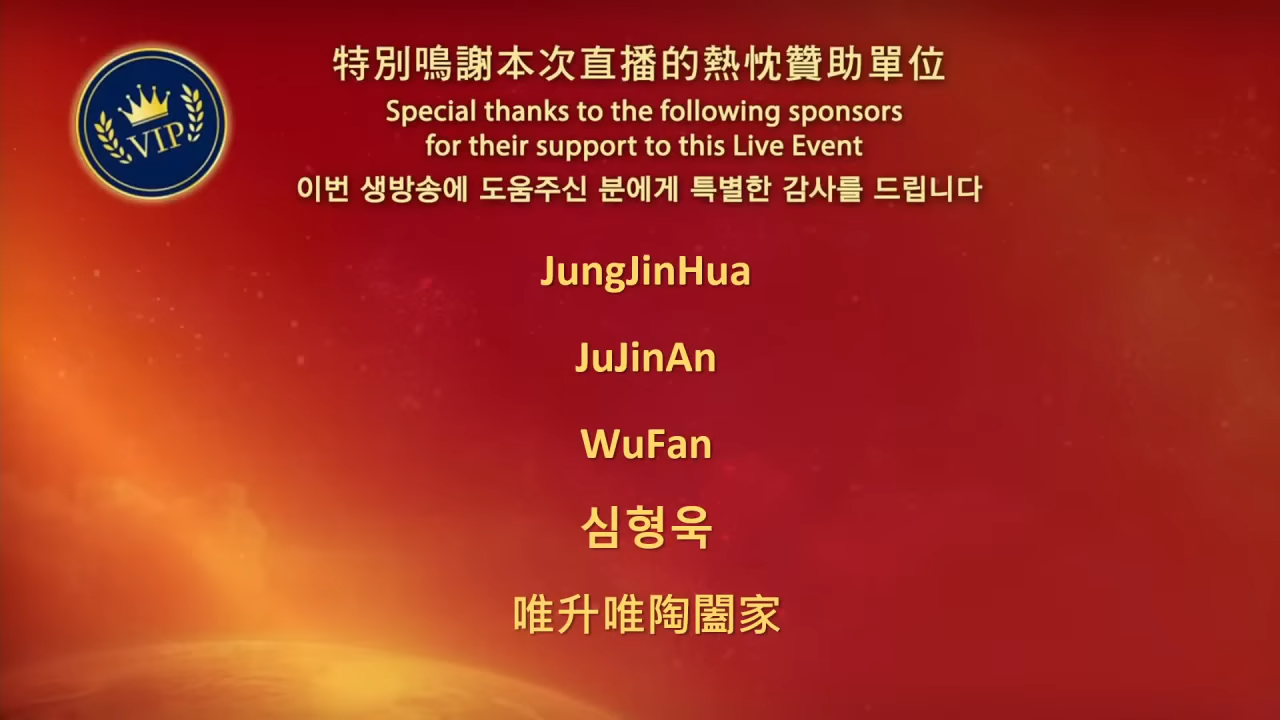 VIP
特別鳴謝本次直播的熱忱贊助單位
Special thanks to the following sponsors
for their support to this Live Event
이번 생방송에 도움주신 분에게 특별한 감사를 드립니다
JungJinHua
JuJinAn
WuFan
심형욱
唯升唯陶闔家